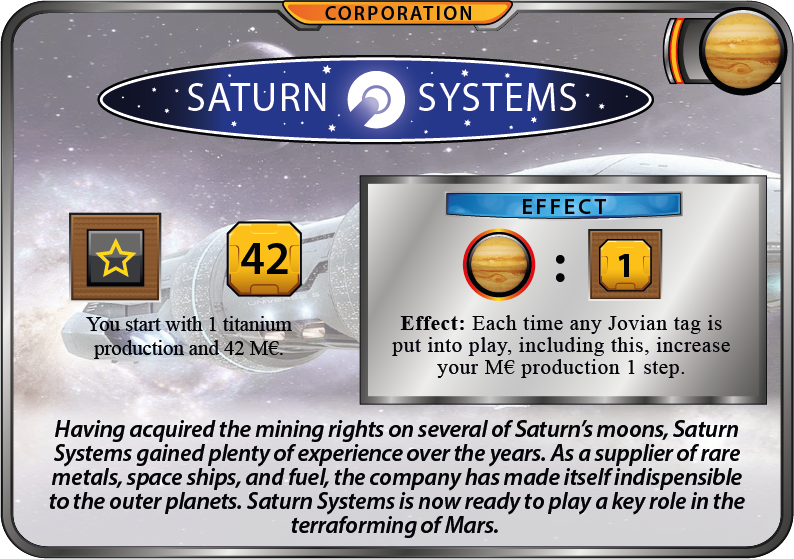 CORPORATION
SATURN SYSTEMS
42
You start with 1 titanium
production and 42 M€.
EFFECT
: 1
Effect: Each time any Jovian tag is
put into play, including this, increase
your M€ production 1 step.
Having acquired the mining rights on several of Saturn’s moons, Saturn
Systems gained plenty of experience over the years. As a supplier of rare
metals, space ships, and fuel, the company has made itself indispensible
to the outer planets. Saturn Systems is now ready to play a key role in the
terraforming of Mars.